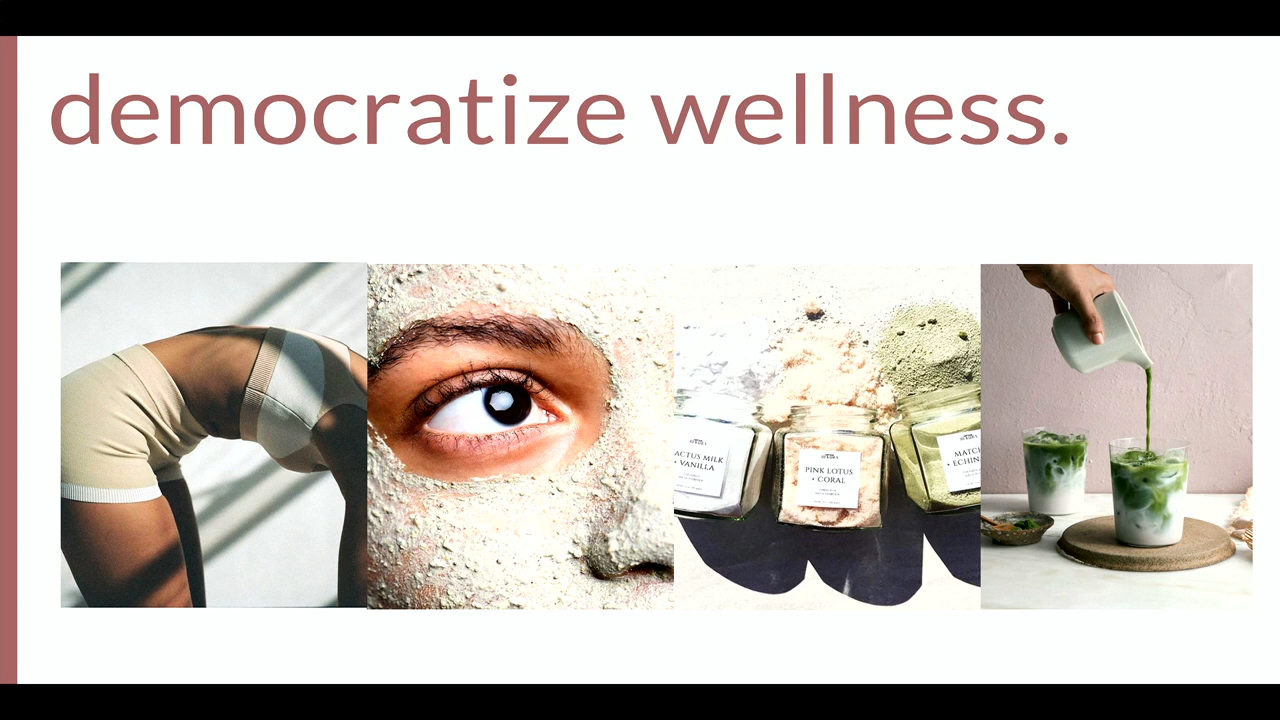 democratize wellness.
ACTUS MILK
+ VANILLA
PINK LOTUS
+ CORAL
MATC
+ ECHIN